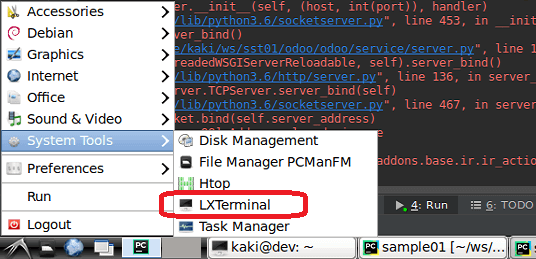 Accessories
Debian
Graphics
Internet
Office
Sound & Video
System Tools
Preferences
Run
Logout
Disk Management
File Manager PCManFM
Htop
LXTerminal
Task Manager
er.__init__(self, (host, int(port)), handler)
/lib/python3.6/socketserver.py", line 453, in __init
server_bind()
e/kaki/ws/sst01/odoo/odoo/service/server.py", line 1
readedWSGIServerReloadable, self).server_bind()
/lib/python3.6/http/server.py", line 136, in server_
server.TCPServer.server_bind(self)
/lib/python3.6/socketserver.py", line 467, in server
ket.bind(self.server_address)
addons.base.ir.ir_actio
4: Run
6: TODO
kaki@dev: ~
sample01 [~/ws/...
s